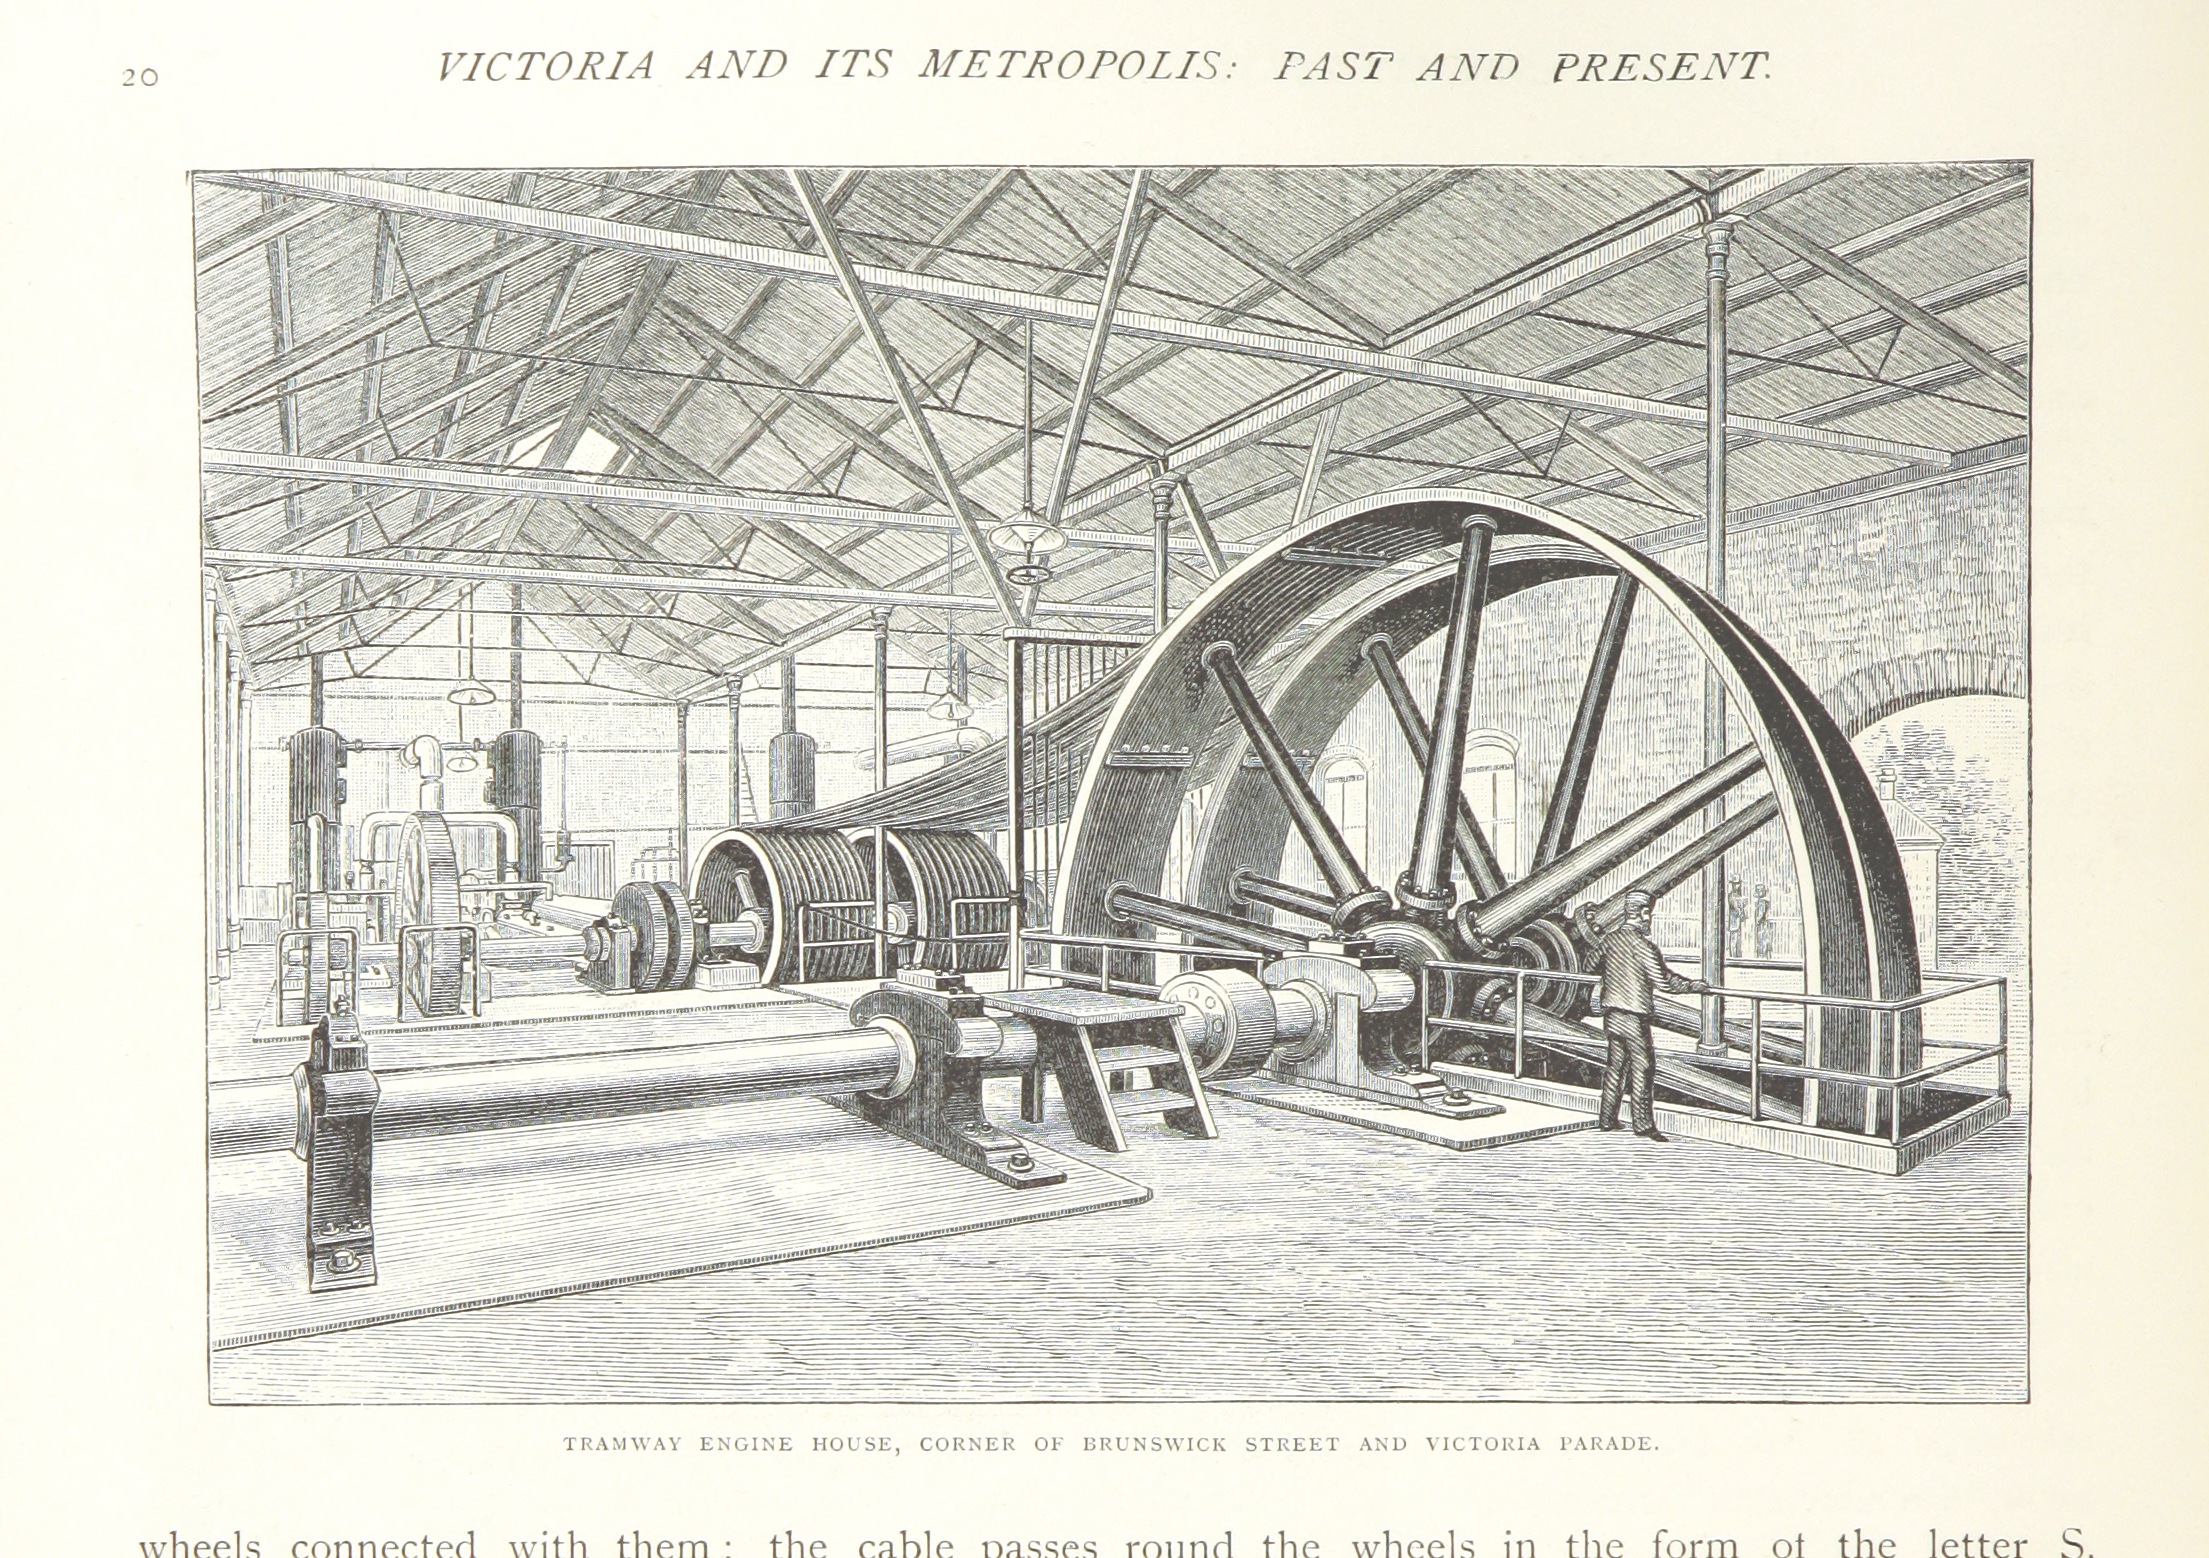 20
VICTORIA AND ITS METROPOLIS: PAST AND PRESENT.
TRAMWAY ENGINE HOUSE, CORNER OF BRUNSWICK STREET AND VICTORIA PARADE.
wheels connected with them; the cable passes round the wheels in the form of the letter S.